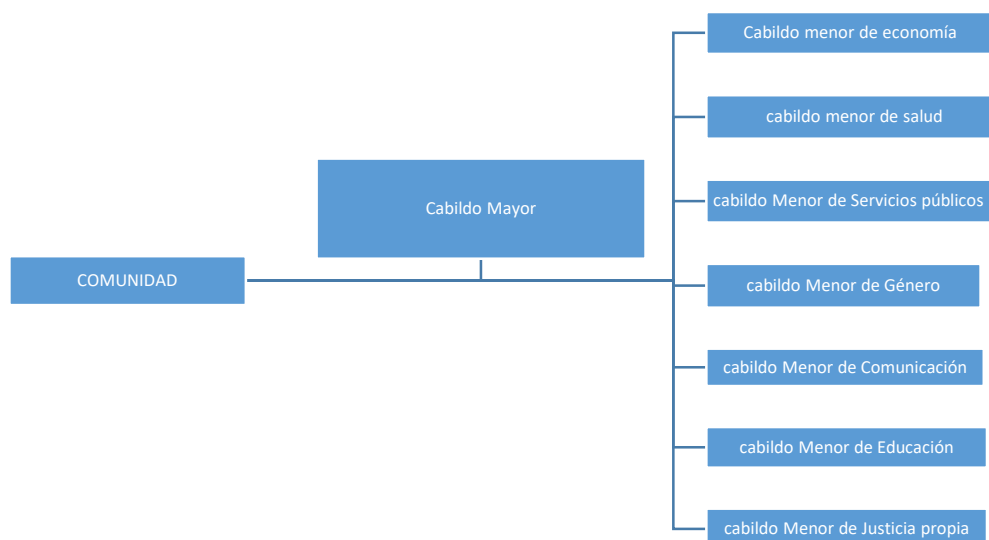 COMUNIDAD
Cabildo Mayor
Cabildo menor de economía
cabildo menor de salud
cabildo Menor de Servicios públicos
cabildo Menor de Género
cabildo Menor de Comunicación
cabildo Menor de Educación
cabildo Menor de Justicia propia